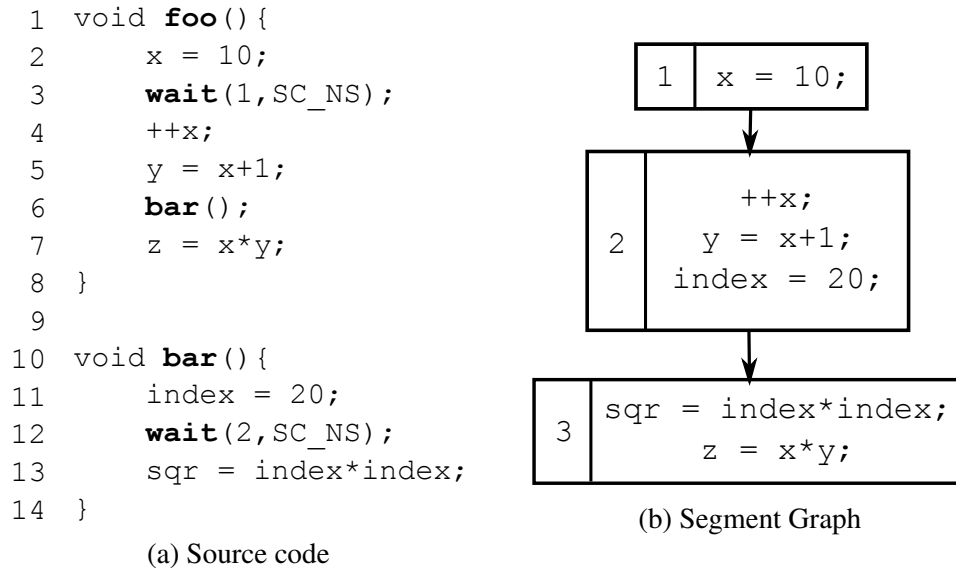 1 void foo(){
2 x = 10;
3 wait(1,SC_NS);
4 ++x;
5 y = x+1;
6 bar();
7 z = x*y;
8 }
9
10 void bar(){
11 index = 20;
12 wait(2,SC_NS);
13 sqr = index*index;
14 }
(a) Source code
1 x = 10;
2
++x;
y = x+1;
index = 20;
3
sqr = index*index;
z = x*y;
(b) Segment Graph